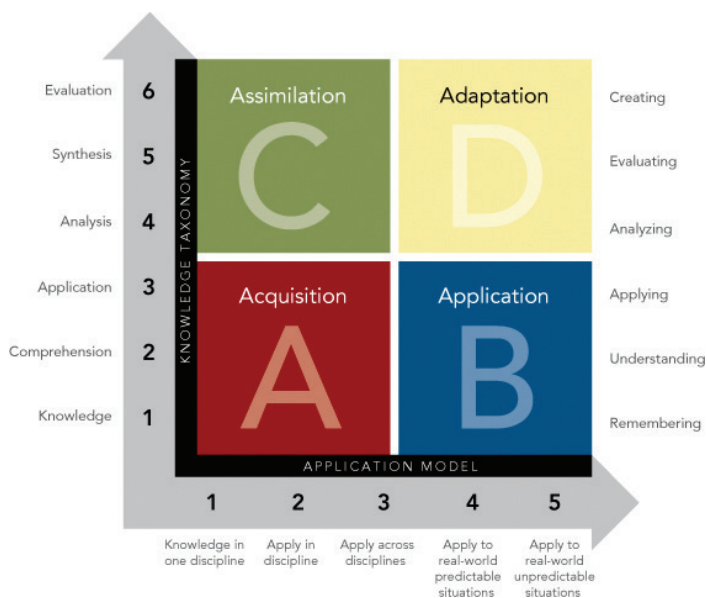 Evaluation 6 Assimilation Adaptation Creating
C D
Synthesis 5 Evaluating
Analysis 4 Analyzing
KNOWLEDGE TAXONOMY
Application 3 Acquisition Application Applying
A B
Comprehension 2 Understanding
Knowledge 1 Remembering
APPLICATION MODEL
1 2 3 4 5
Knowledge in
one discipline
Apply in
discipline
Apply across
disciplines
Apply to
real-world
predictable
situations
Apply to
real-world
unpredictable
situations